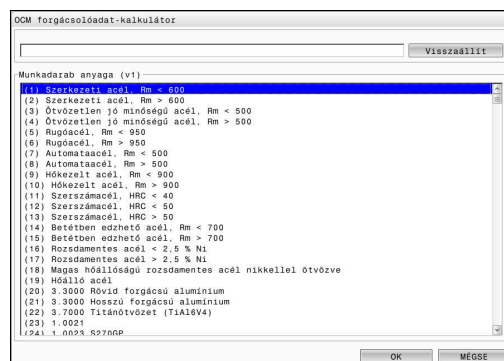 OCM forgácsolóadat-kalkulátor
Visszaállít
Munkadarab anyaga (v1)
(1) Szerkezeti acél, Rm < 600
(2) Szerkezeti acél, Rm > 600
(3) Ötvözetlen jó minőségű acél, Rm < 500
(4) Ötvözetlen jó minőségű acél, Rm > 500
(5) Rugóacél, Rm < 950
(6) Rugóacél, Rm > 950
(7) Automataacél, Rm < 500
(8) Automataacél, Rm > 500
(9) Hőkezelt acél, Rm < 900
(10) Hőkezelt acél, Rm > 900
(11) Szerszámacél, HRC < 40
(12) Szerszámacél, HRC < 50
(13) Szerszámacél, HRC > 50
(14) Betétben edzhető acél, Rm < 700
(15) Betétben edzhető acél, Rm > 700
(16) Rozsdamentes acél < 2,5 % Ni
(17) Rozsdamentes acél > 2,5 % Ni
(18) Magas hőállóságú rozsdamentes acél nikkellel ötvözve
(19) Hőálló acél
(20) 3.3000 Rövid forgácsú alumínium
(21) 3.3000 Hosszú forgácsú alumínium
(22) 3.7000 Titánötvözet (TiAl6V4)
(23) 1.0021
(24) 1.0023 S270GP
OK MÉGSE